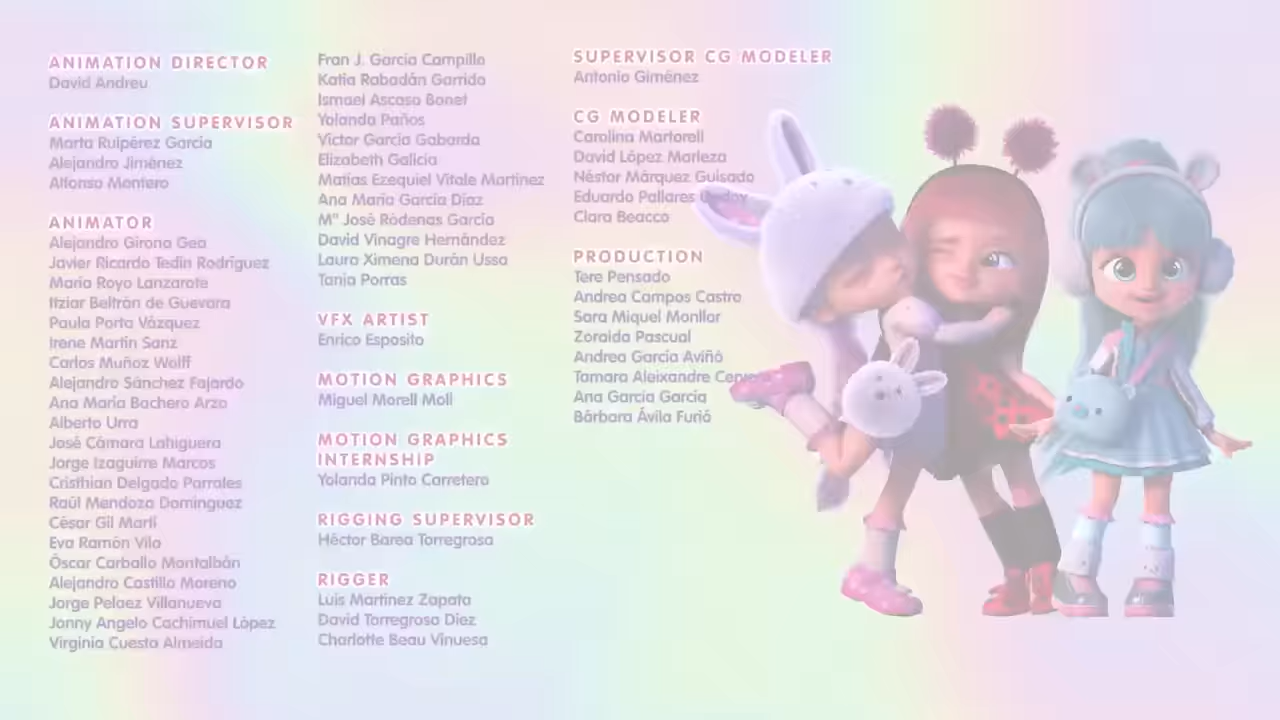 ANIMATION DIRECTOR
David Andreu
ANIMATION SUPERVISOR
Marta Ruipérez García
Alejandro Jiménez
Alfonso Montero
ANIMATOR
Alejandro Girona Gea
Javier Ricardo Tedín Rodríguez
María Royo Lanzarote
Itziar Beltrán de Guevara
Paula Porta Vázquez
Irene Martín Sanz
Carlos Muñoz Wolff
Alejandro Sánchez Fajardo
Ana María Bachero Arzo
Alberto Urra
José Cámara Lahiguera
Jorge Izaguirre Marcos
Cristhian Delgado Parrales
Raúl Mendoza Domínguez
César Gil Martí
Eva Ramón Vila
Óscar Carballo Montalbán
Alejandro Castillo Moreno
Jorge Pelaez Villanueva
Jonny Angelo Cachimuel López
Virginia Cuesta Almeida
Fran J. García Campillo
Katia Rabadán Garrido
Ismael Ascaso Bonet
Yolanda Paños
Víctor García Gabarda
Elizabeth Galicia
Matías Ezequiel Vitale Martínez
Ana María García Díaz
Mª José Ródenas García
David Vinagre Hernández
Laura Ximena Durán Ussa
Tania Porras
VFX ARTIST
Enrico Esposito
MOTION GRAPHICS
Miguel Morell Moll
MOTION GRAPHICS
INTERNSHIP
Yolanda Pinto Carretero
RIGGING SUPERVISOR
Héctor Barea Torregrosa
RIGGER
Luis Martínez Zapata
David Torregrosa Díez
Charlotte Beau Vinuesa
SUPERVISOR CG MODELER
Antonio Giménez
CG MODELER
Carolina Martorell
David López Marleza
Néstor Márquez Guisado
Eduardo Pallares
Clara Beacco
PRODUCTION
Tere Pensado
Andrea Campos Castro
Sara Miquel Monllor
Zoraida Pascual
Andrea García Aviñó
Tamara Aleixandre
Ana García García
Bárbara Ávila Furió